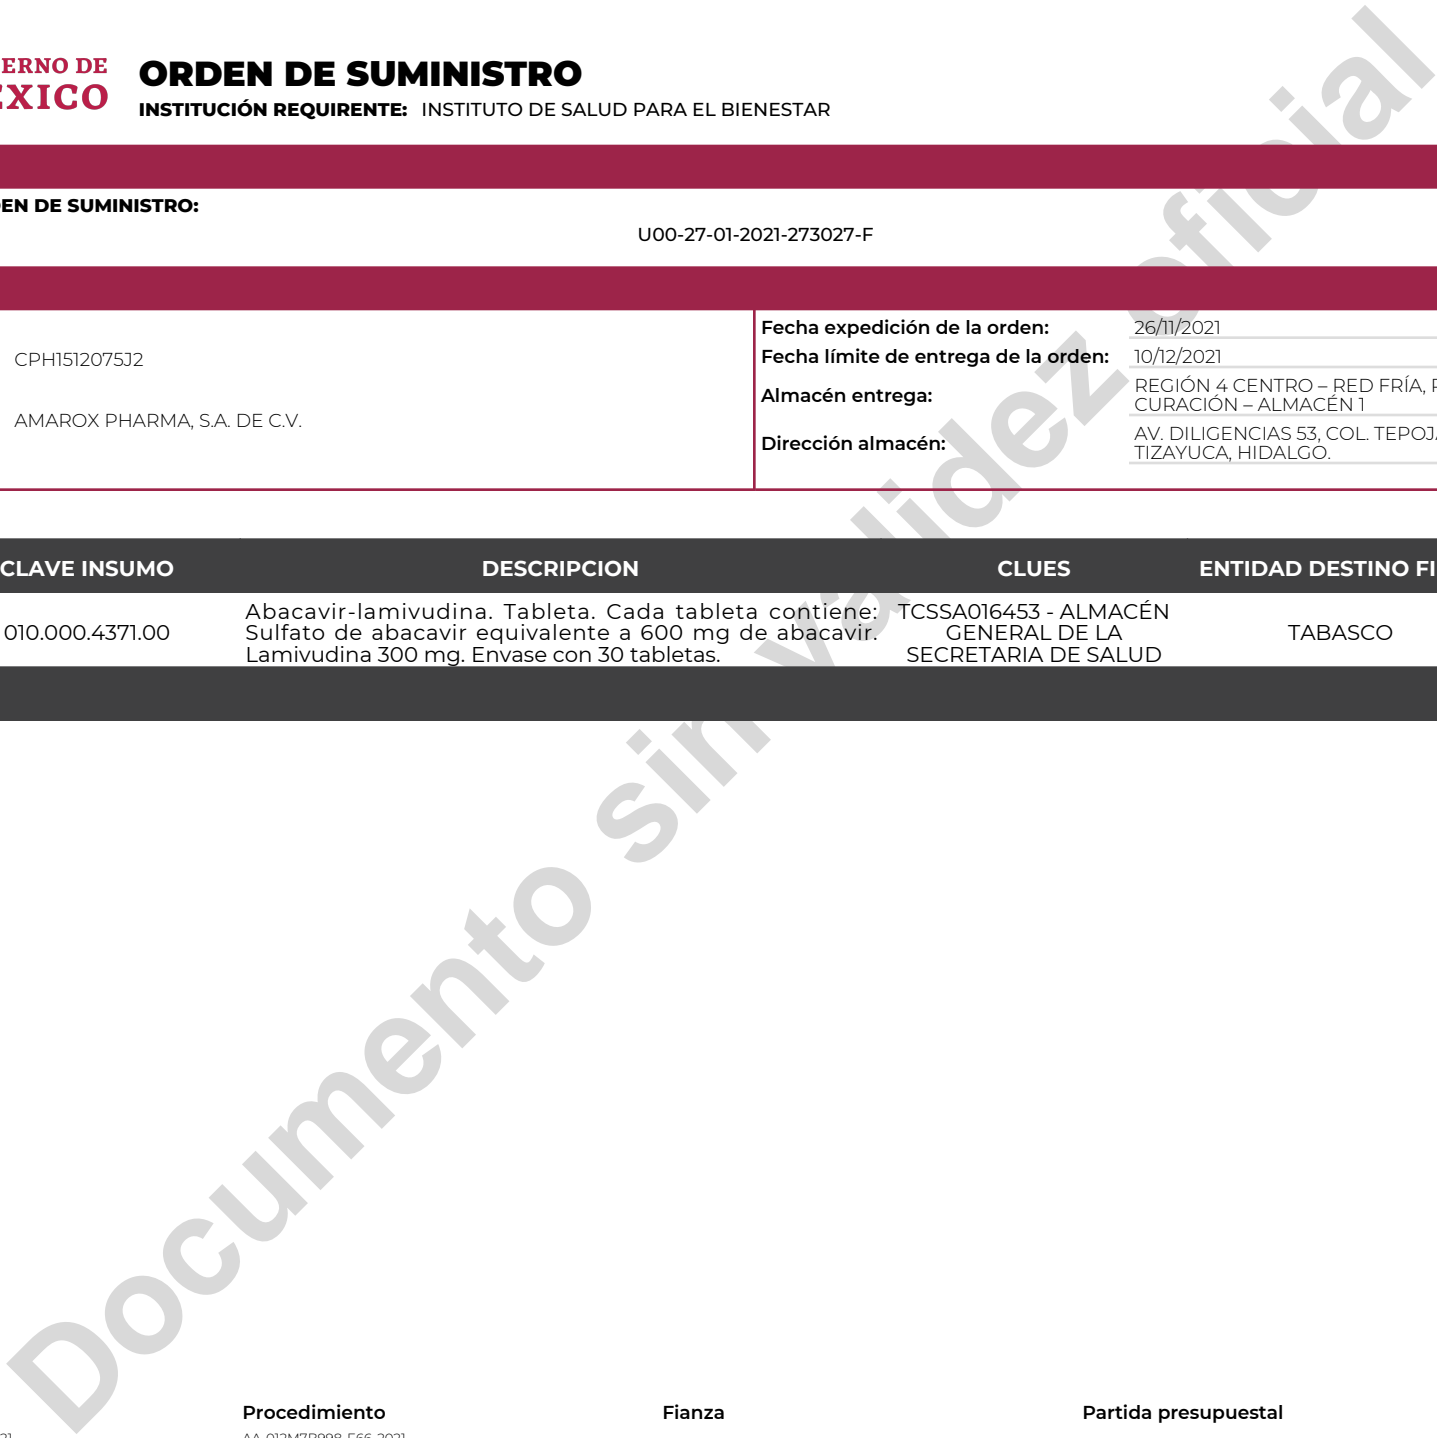 ERNO DE
EXICO
ORDEN DE SUMINISTRO
INSTITUCIÓN REQUIRENTE: INSTITUTO DE SALUD PARA EL BIENESTAR
EN DE SUMINISTRO:
U00-27-01-2021-273027-F
CPH1512075J2
AMAROX PHARMA, S.A. DE C.V.
Fecha expedición de la orden: 26/11/2021
Fecha límite de entrega de la orden: 10/12/2021
Almacén entrega: REGIÓN 4 CENTRO – RED FRÍA,
CURACIÓN – ALMACÉN 1
Dirección almacén: AV. DILIGENCIAS 53, COL. TEPOJA
TIZAYUCA, HIDALGO.
CLAVE INSUMO DESCRIPCION CLUES ENTIDAD DESTINO FI
010.000.4371.00
Abacavir-lamivudina. Tableta. Cada tableta contiene:
Sulfato de abacavir equivalente a 600 mg de abacavir.
Lamivudina 300 mg. Envase con 30 tabletas.
TCSSA016453 - ALMACÉN
GENERAL DE LA
SECRETARIA DE SALUD
TABASCO
Documento sin validez oficial
Procedimiento Fianza Partida presupuestal